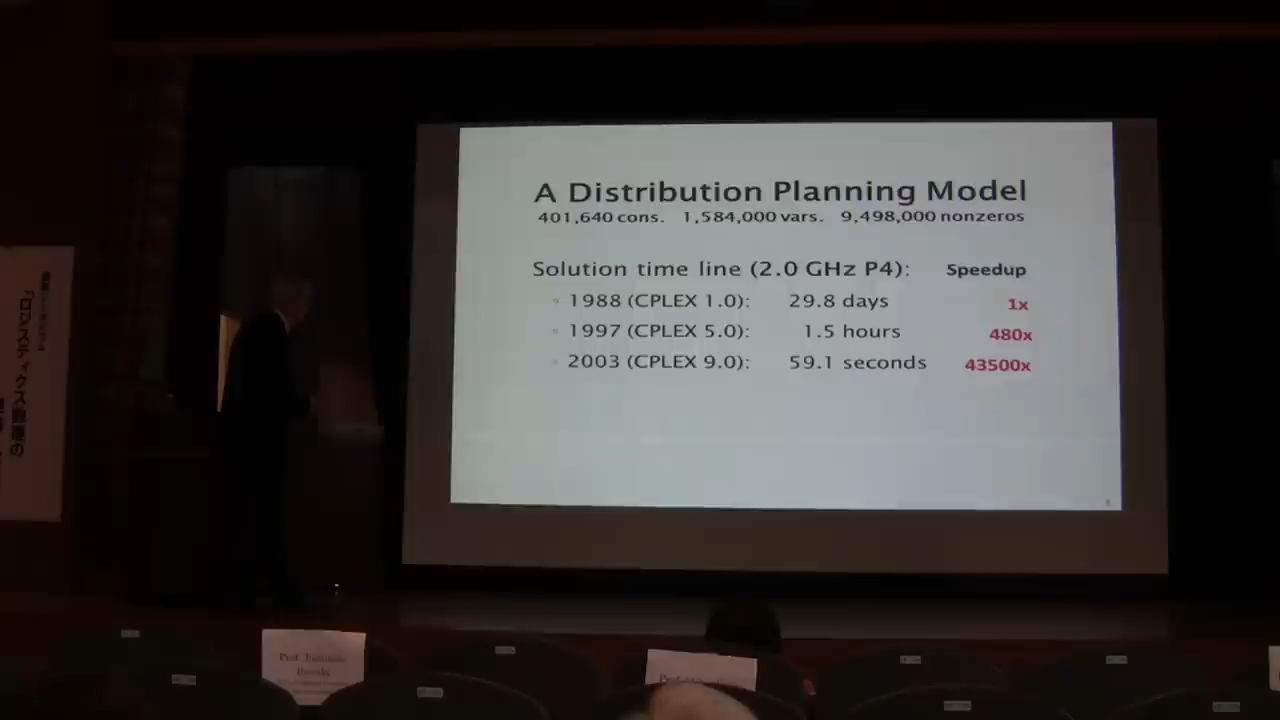 A Distribution Planning Model
401,640 cons. 1,584,000 vars. 9,498,000 nonzeros
Solution time line (2.0 GHz P4): Speedup
◦ 1988 (CPLEX 1.0): 29.8 days 1x
◦ 1997 (CPLEX 5.0): 1.5 hours 480x
◦ 2003 (CPLEX 9.0): 59.1 seconds 43500x
Prof.
Prof.